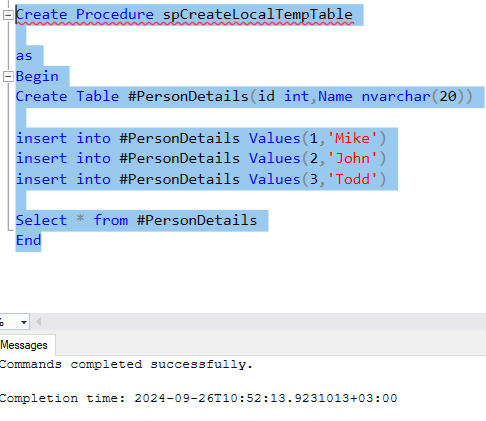 Create Procedure spCreateLocalTempTable
as
Begin
Create Table #PersonDetails(id int,Name nvarchar(20))
insert into #PersonDetails Values(1,'Mike')
insert into #PersonDetails Values(2,'John')
insert into #PersonDetails Values(3,'Todd')
Select * from #PersonDetails
End
%
Messages
Commands completed successfully.
Completion time: 2024-09-26T10:52:13.9231013+03:00